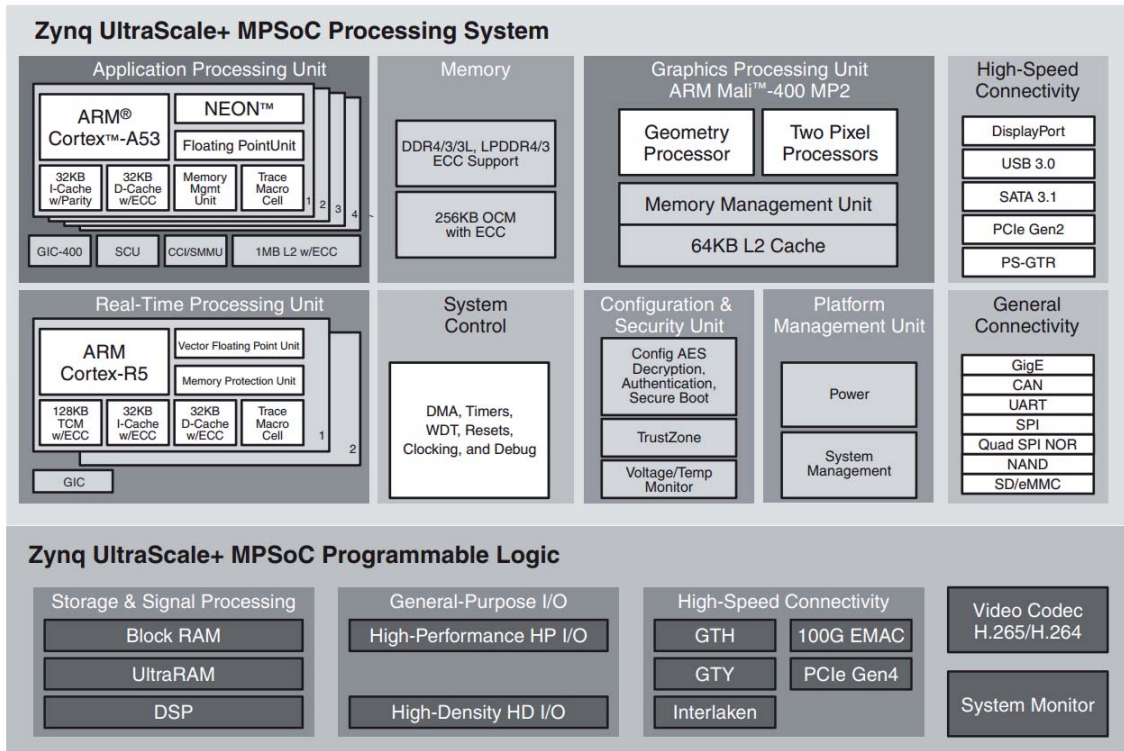 Zynq UltraScale+ MPSoC Processing System
Application Processing Unit
ARM®
Cortex™-A53
NEON™
Floating PointUnit
32KB
I-Cache
w/Parity
32KB
D-Cache
w/ECC
Memory
Mgmt
Unit
Trace
Macro
Cell
1
2
3
4
GIC-400
SCU
CCI/SMMU
1MB L2 w/ECC
Memory
DDR4/3/3L, LPDDR4/3
ECC Support
256KB OCM
with ECC
Graphics Processing Unit
ARM Mali™-400 MP2
Geometry
Processor
Two Pixel
Processors
Memory Management Unit
64KB L2 Cache
High-Speed
Connectivity
DisplayPort
USB 3.0
SATA 3.1
PCIe Gen2
PS-GTR
Real-Time Processing Unit
ARM
Cortex-R5
Vector Floating Point Unit
Memory Protection Unit
128KB
TCM
w/ECC
32KB
I-Cache
w/ECC
32KB
D-Cache
w/ECC
Trace
Macro
Cell
1
2
GIC
System
Control
DMA, Timers,
WDT, Resets,
Clocking, and Debug
Configuration &
Security Unit
Config AES
Decryption,
Authentication,
Secure Boot
TrustZone
Voltage/Temp
Monitor
Platform
Management Unit
Power
System
Management
General
Connectivity
GigE
CAN
UART
SPI
Quad SPI NOR
NAND
SD/eMMC
Zynq UltraScale+ MPSoC Programmable Logic
Storage & Signal Processing
Block RAM
UltraRAM
DSP
General-Purpose I/O
High-Performance HP I/O
High-Density HD I/O
High-Speed Connectivity
GTH
100G EMAC
GTY
PCIe Gen4
Interlaken
Video Codec
H.265/H.264
System Monitor